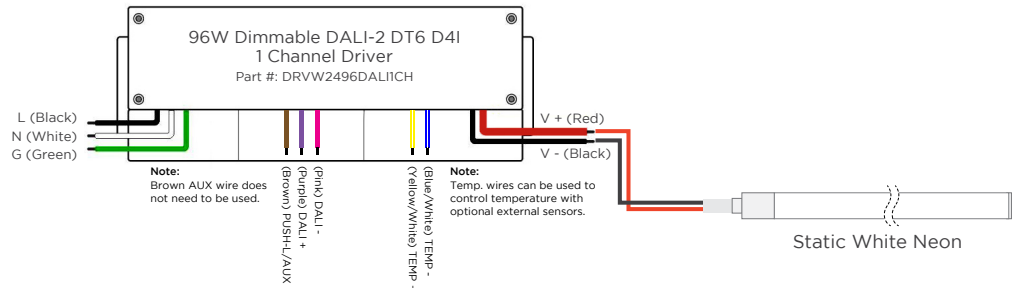 96W Dimmable DALI-2 DT6 D4I
1 Channel Driver
Part #: DRVW2496DALI1CH
L (Black)
N (White)
G (Green)
Note:
Brown AUX wire does
not need to be used.
(Brown) PUSH-L/AUX
(Purple) DALI +
(Pink) DALI -
(Yellow/White) TEMP -
(Blue/White) TEMP -
Note:
Temp. wires can be used to
control temperature with
optional external sensors.
V + (Red)
V - (Black)
Static White Neon